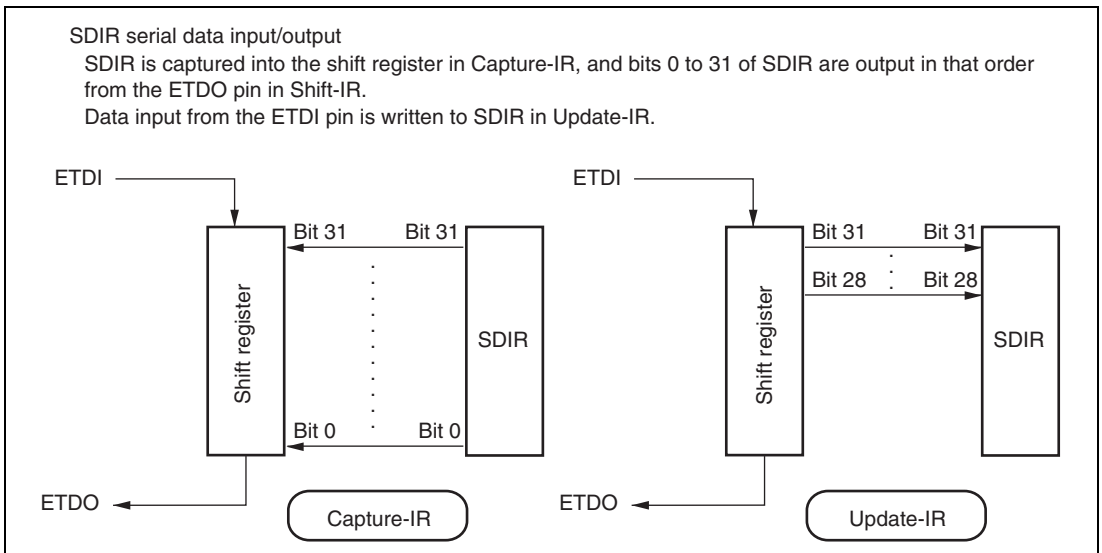 SDIR serial data input/output
SDIR is captured into the shift register in Capture-IR, and bits 0 to 31 of SDIR are output in that order
from the ETDO pin in Shift-IR.
Data input from the ETDI pin is written to SDIR in Update-IR.
ETDI
Bit 31
Bit 31
Shift register
SDIR
Bit 0
Bit 0
ETDO
Capture-IR
ETDI
Bit 31
Bit 31
Bit 28
Bit 28
Shift register
SDIR
ETDO
Update-IR